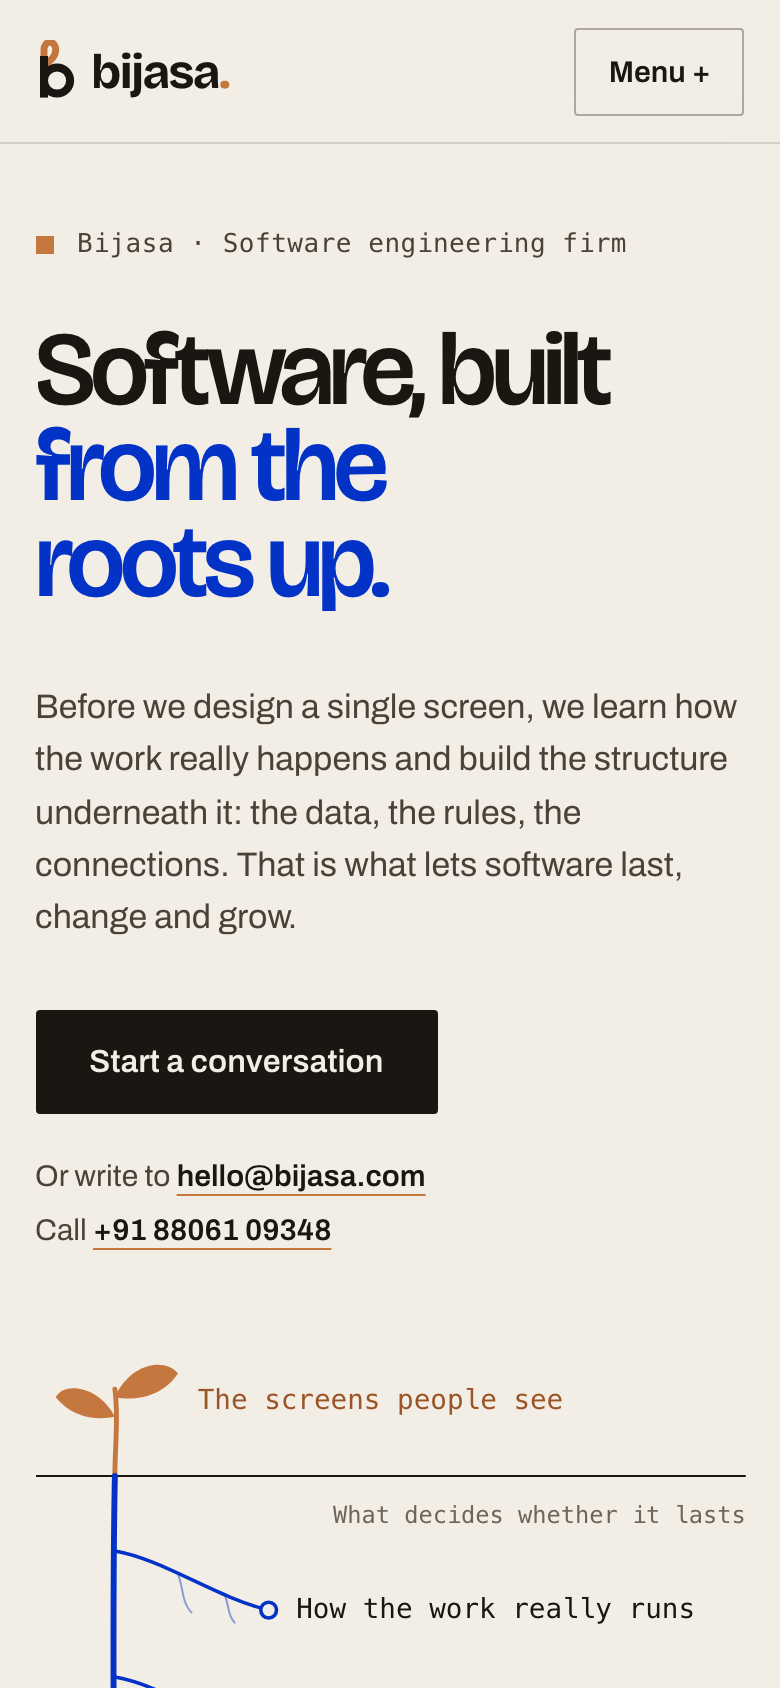 bijasa.
Menu +
Bijasa · Software engineering firm
Software, built
from the
roots up.
Before we design a single screen, we learn how
the work really happens and build the structure
underneath it: the data, the rules, the
connections. That is what lets software last,
change and grow.
Start a conversation
Or write to hello@bijasa.com
Call +91 88061 09348
The screens people see
What decides whether it lasts
How the work really runs